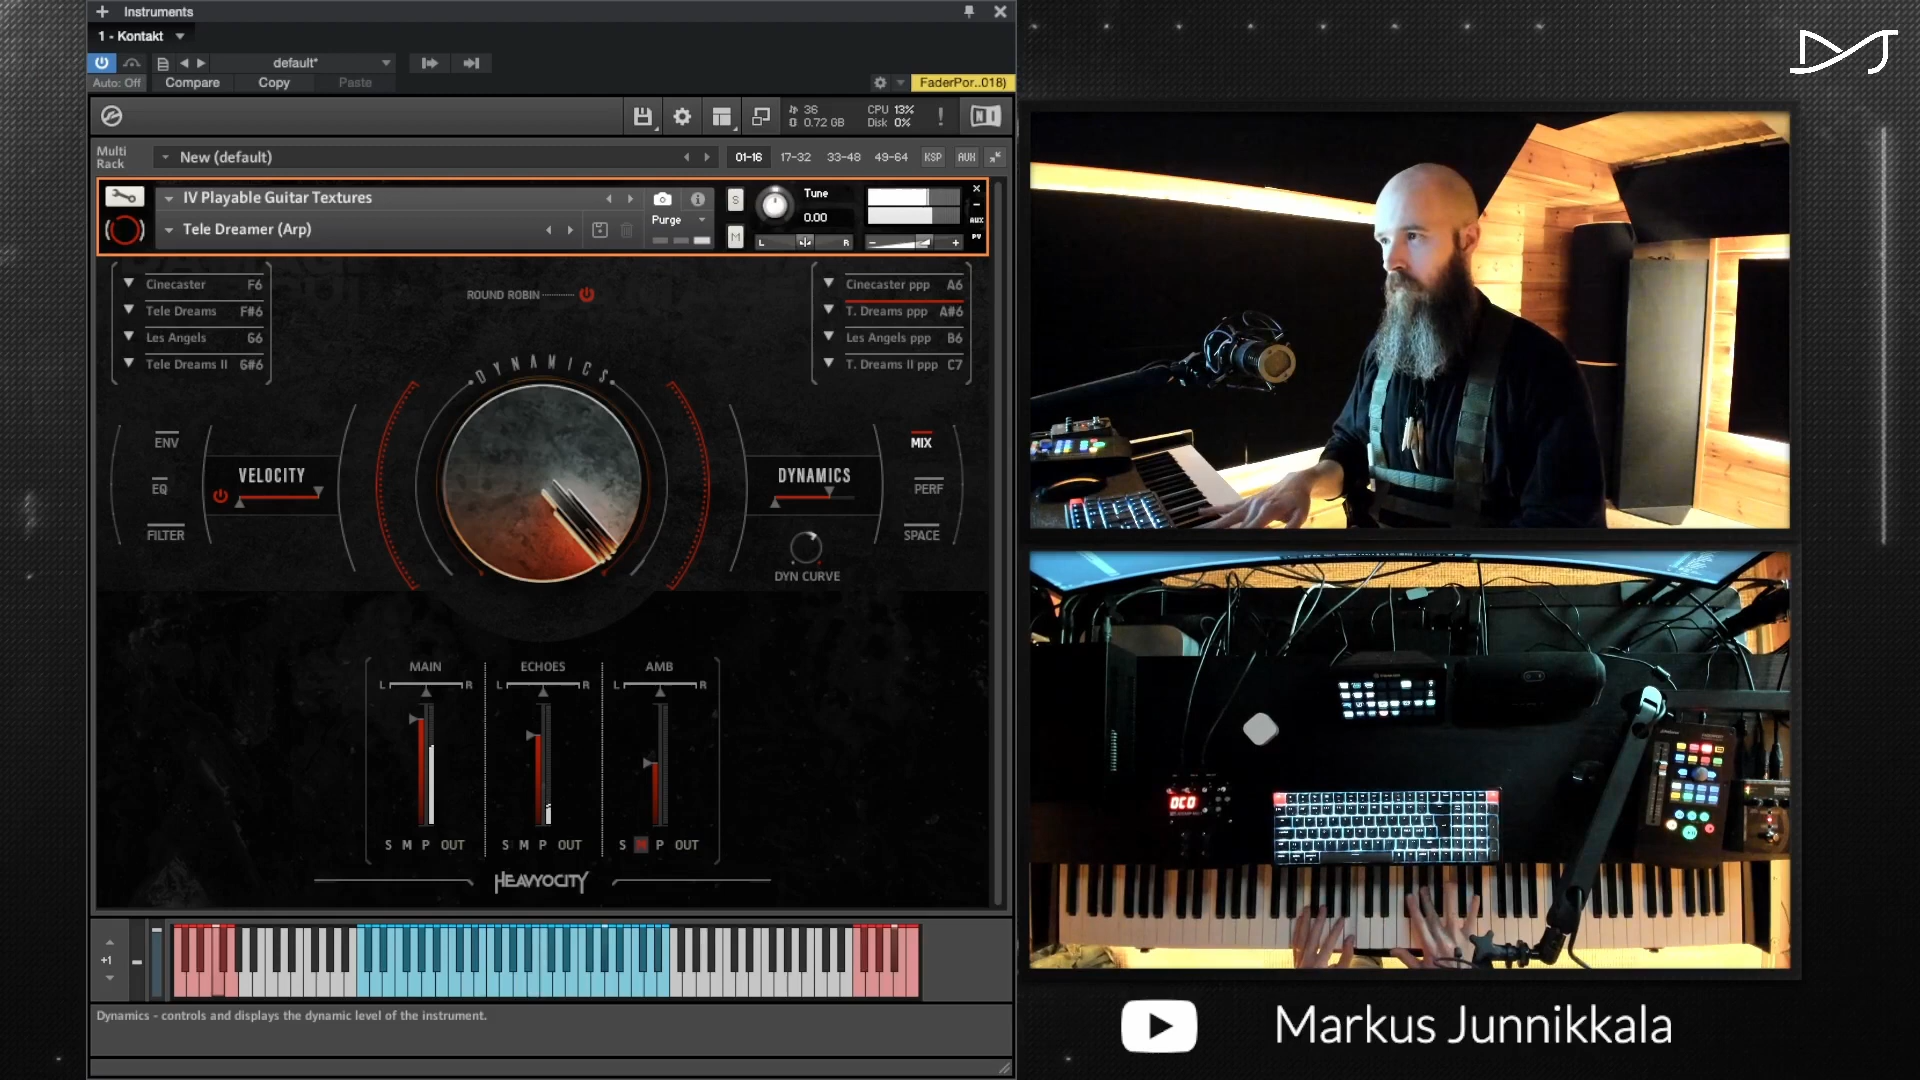 Instruments
1 - Kontakt
default*
Auto: Off
Compare
Copy
Paste
FaderPor..018)
36
0.72 GB
CPU 13%
Disk 0%
!
NI
Multi
Rack
New (default)
01-16
17-32
33-48
49-64
KSP
AUX
IV Playable Guitar Textures
Tele Dreamer (Arp)
Purge
S
M
Tune
0.00
L
R
AUX
PV
Cinecaster F6
Tele Dreams F#6
Les Angels G6
Tele Dreams II G#6
ROUND ROBIN
Cinecaster ppp A6
T. Dreams ppp A#6
Les Angels ppp B6
T. Dreams II ppp C7
DYNAMICS
ENV
EQ
FILTER
VELOCITY
DYNAMICS
DYN CURVE
MIX
PERF
SPACE
MAIN
L R
S M P OUT
ECHOES
L R
S M P OUT
AMB
L R
S M P OUT
HEAVYOCITY
+1
Dynamics - controls and displays the dynamic level of the instrument.
Markus Junnikkala